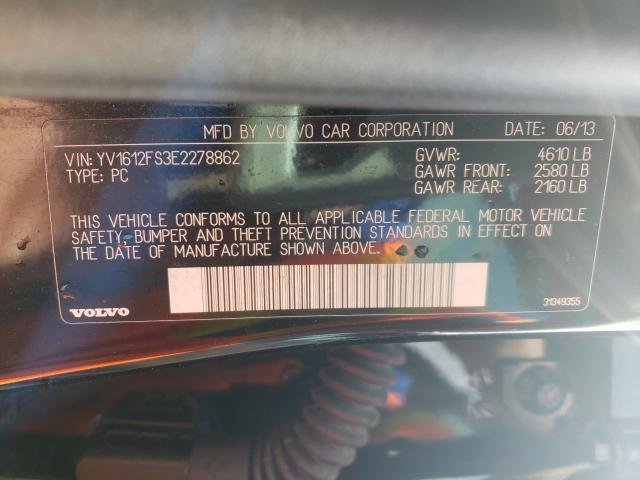 MFD BY VOLVO CAR CORPORATION DATE: 06/13
VIN: YV1612FS3E2278862 GVWR: 4610 LB
TYPE: PC GAWR FRONT: 2580 LB
GAWR REAR: 2160 LB
THIS VEHICLE CONFORMS TO ALL APPLICABLE FEDERAL MOTOR VEHICLE
SAFETY, BUMPER AND THEFT PREVENTION STANDARDS IN EFFECT ON
THE DATE OF MANUFACTURE SHOWN ABOVE.
VOLVO 31349355